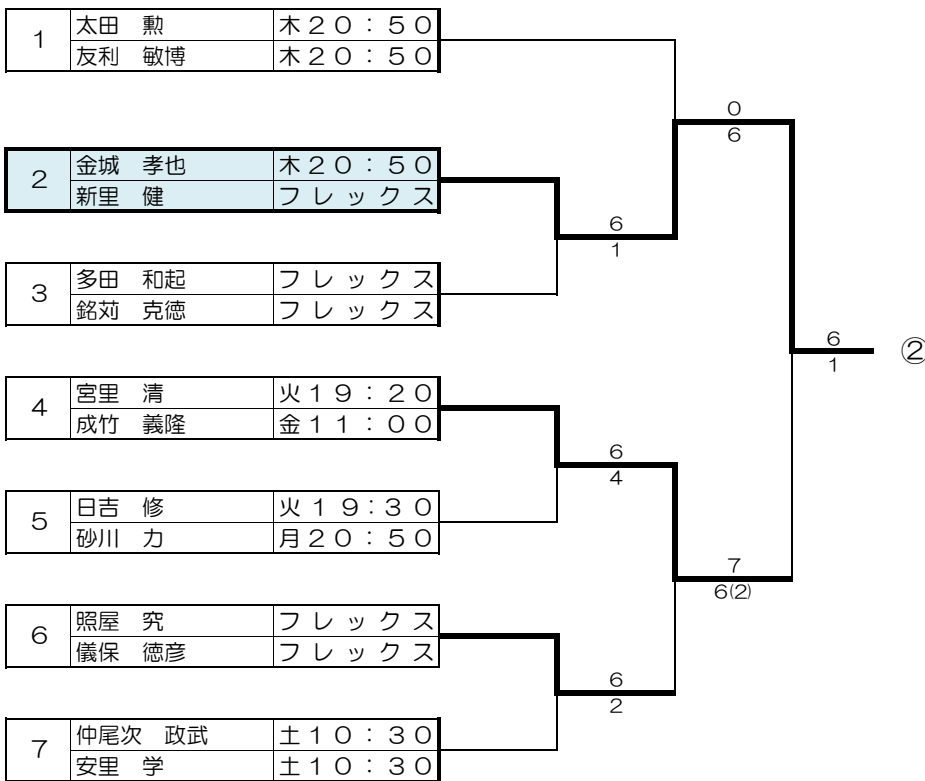 1 太田　勲 木２０：５０
友利　敏博 木２０：５０
0
6
2 金城　孝也 木２０：５０
新里　健 フレックス
6
1
3 多田　和起 フレックス
銘苅　克徳 フレックス
6
1
②
4 宮里　清 火１９：２０
成竹　義隆 金１１：００
6
4
5 日吉　修 火１９：３０
砂川　力 月２０：５０
7
6(2)
6 照屋　究 フレックス
儀保　徳彦 フレックス
6
2
7 仲尾次　政武 土１０：３０
安里　学 土１０：３０